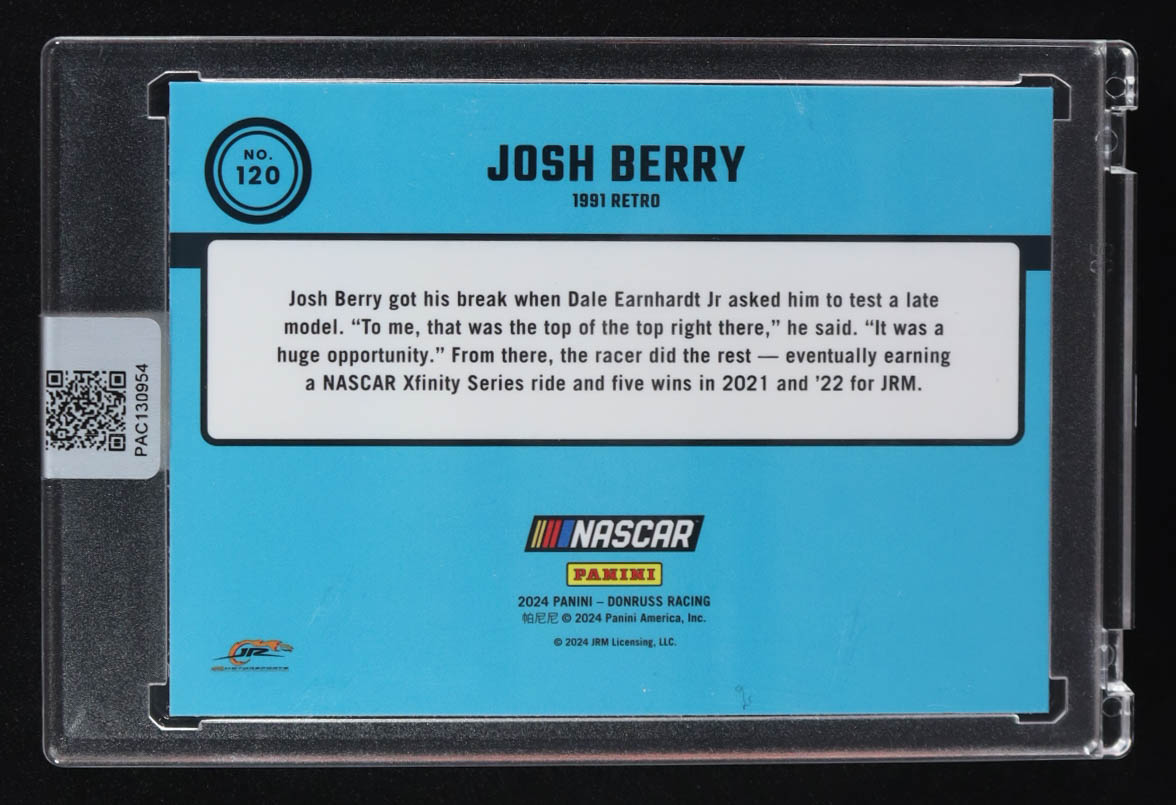 NO.
120
JOSH BERRY
1991 RETRO
Josh Berry got his break when Dale Earnhardt Jr asked him to test a late
model. “To me, that was the top of the top right there,” he said. “It was a
huge opportunity.” From there, the racer did the rest — eventually earning
a NASCAR Xfinity Series ride and five wins in 2021 and ’22 for JRM.
PAC130954
NASCAR
PANINI
2024 PANINI – DONRUSS RACING
帕尼尼 © 2024 Panini America, Inc.
© 2024 JRM Licensing, LLC.
JR
MOTORSPORTS